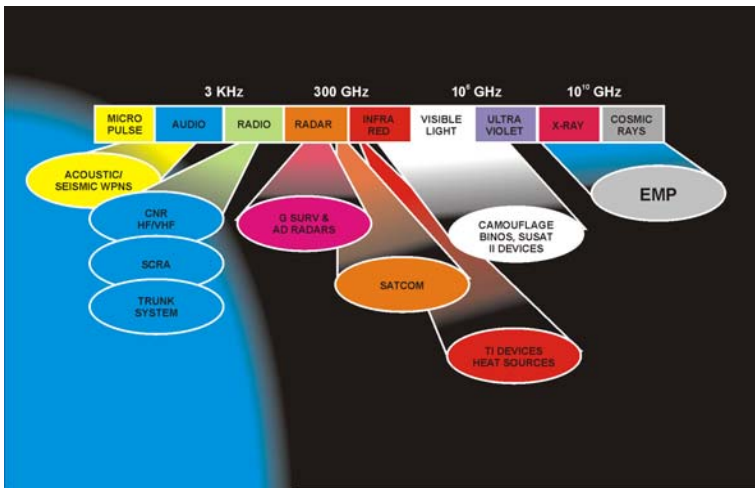 3 KHz 300 GHz 10⁶ GHz 10¹⁰ GHz
MICRO PULSE
AUDIO
RADIO
RADAR
INFRA RED
VISIBLE LIGHT
ULTRA VIOLET
X-RAY
COSMIC RAYS
ACOUSTIC/
SEISMIC WPNS
CNR
HF/VHF
SCRA
TRUNK
SYSTEM
G SURV &
AD RADARS
SATCOM
CAMOUFLAGE
BINOS, SUSAT
II DEVICES
TI DEVICES
HEAT SOURCES
EMP